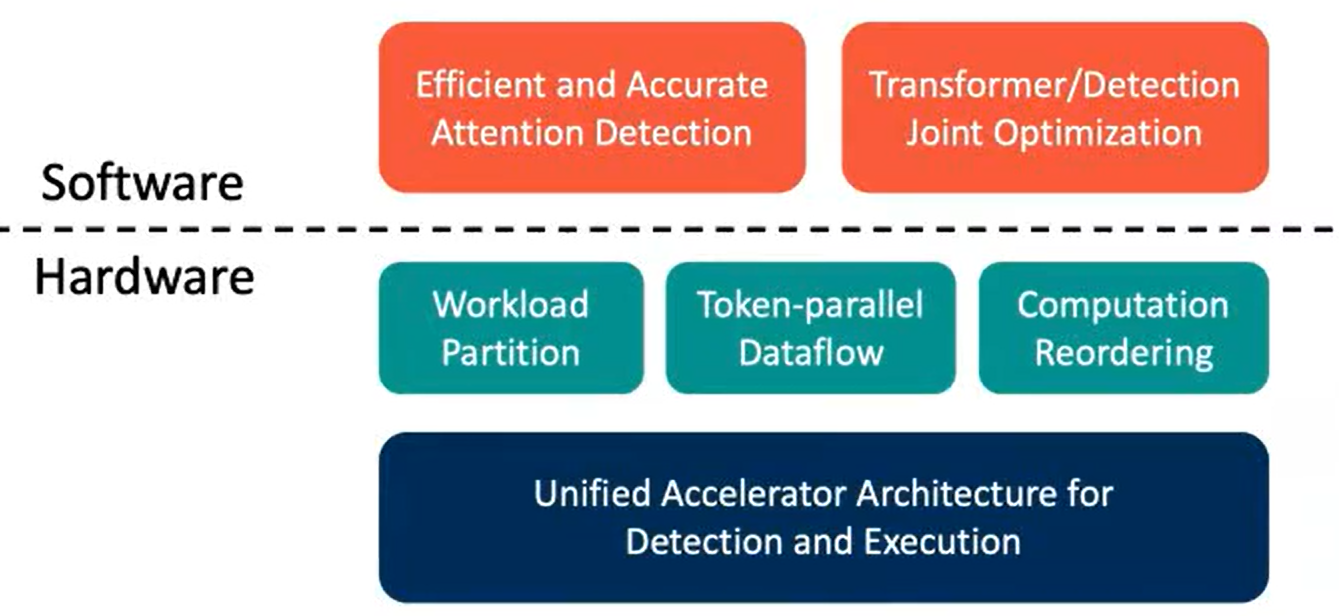 Efficient and Accurate
Attention Detection
Transformer/Detection
Joint Optimization
Software
Hardware
Workload
Partition
Token-parallel
Dataflow
Computation
Reordering
Unified Accelerator Architecture for
Detection and Execution